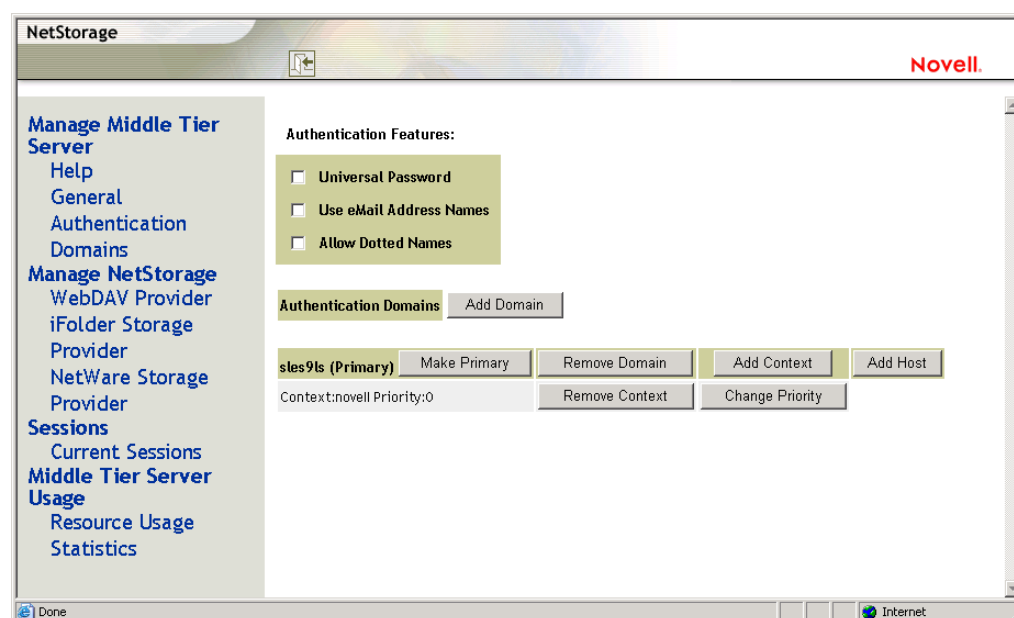 NetStorage
Novell.
Manage Middle Tier
Server
Help
General
Authentication
Domains
Manage NetStorage
WebDAV Provider
iFolder Storage
Provider
NetWare Storage
Provider
Sessions
Current Sessions
Middle Tier Server
Usage
Resource Usage
Statistics
Authentication Features:
Universal Password
Use eMail Address Names
Allow Dotted Names
Authentication Domains Add Domain
sles9ls (Primary) Make Primary Remove Domain Add Context Add Host
Context:novell Priority:0 Remove Context Change Priority
Done Internet